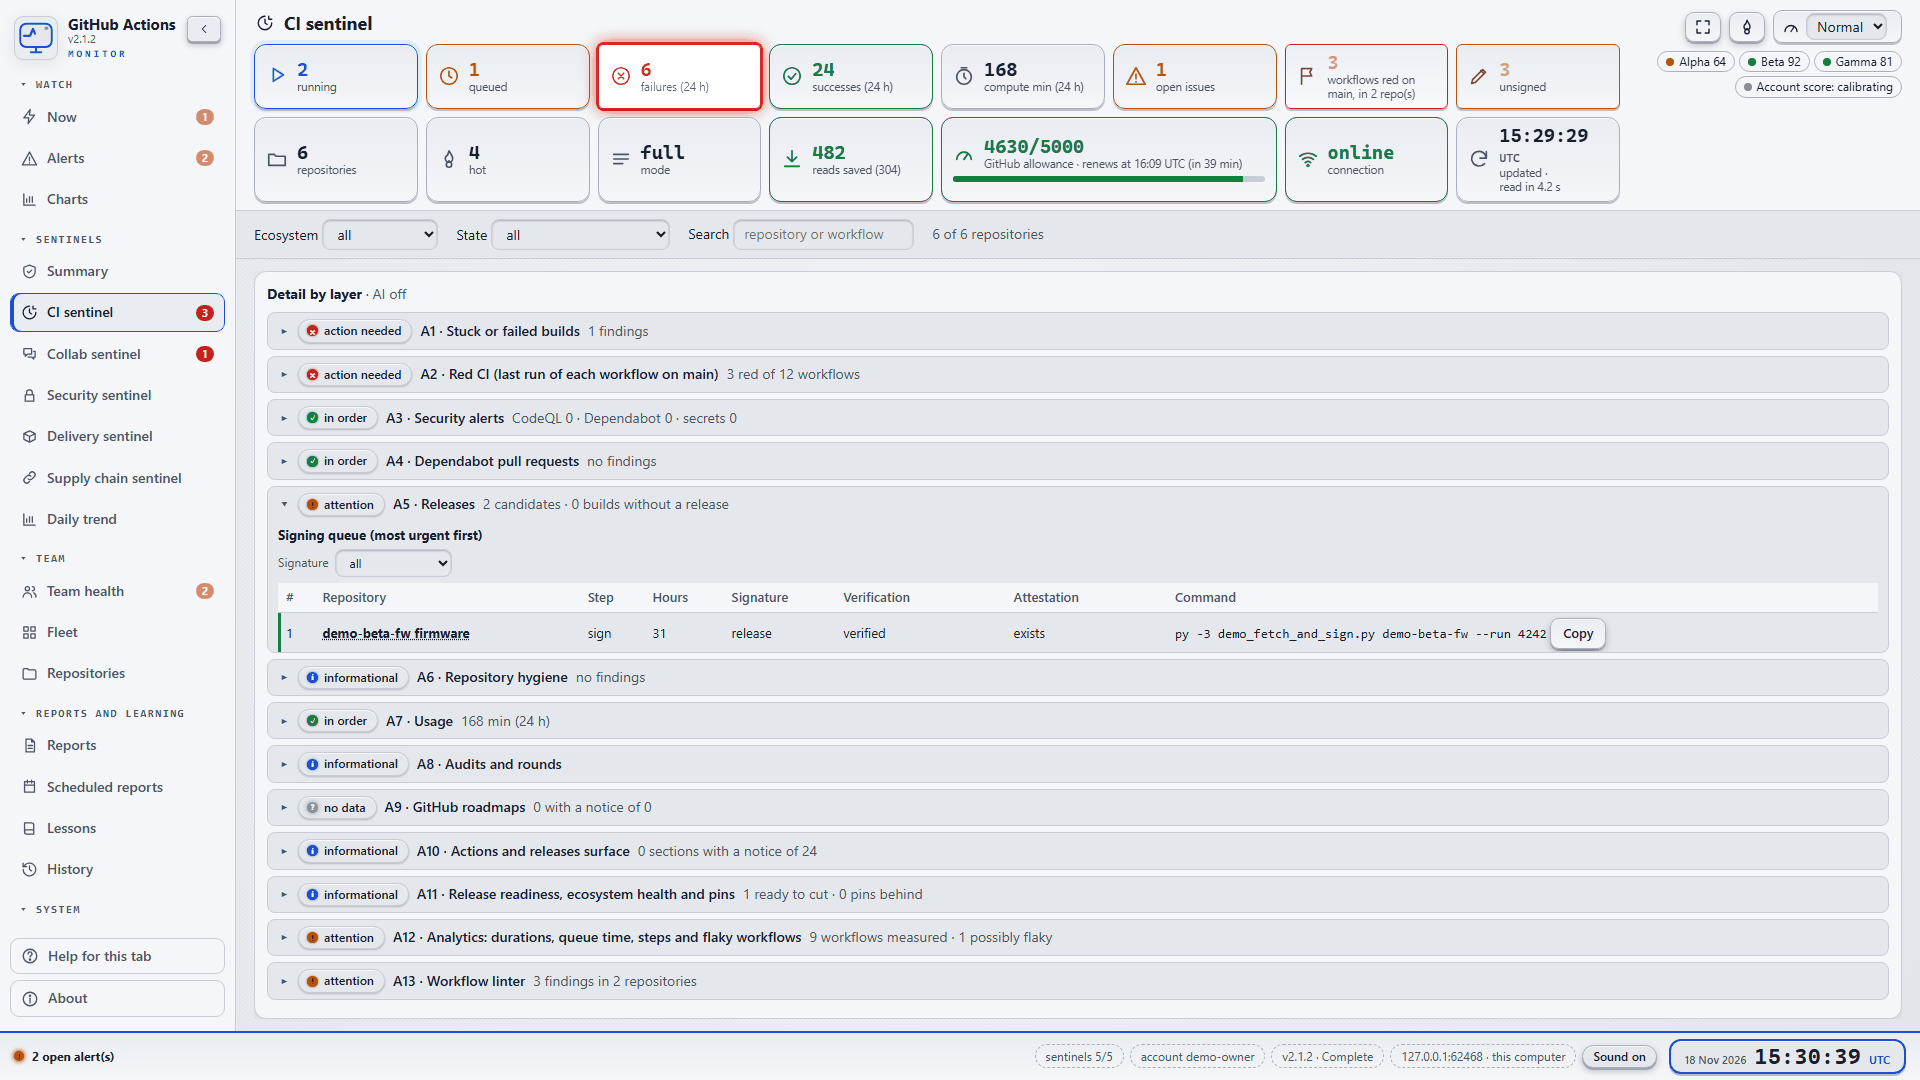 GitHub Actions
v2.1.2
MONITOR
WATCH
Now 1
Alerts 2
Charts
SENTINELS
Summary
CI sentinel 3
Collab sentinel 1
Security sentinel
Delivery sentinel
Supply chain sentinel
Daily trend
TEAM
Team health 2
Fleet
Repositories
REPORTS AND LEARNING
Reports
Scheduled reports
Lessons
History
SYSTEM
Help for this tab
About
CI sentinel
Normal
Alpha 64
Beta 92
Gamma 81
Account score: calibrating
2
running
1
queued
6
failures (24 h)
24
successes (24 h)
168
compute min (24 h)
1
open issues
3
workflows red on
main, in 2 repo(s)
3
unsigned
6
repositories
4
hot
full
mode
482
reads saved (304)
4630/5000
GitHub allowance · renews at 16:09 UTC (in 39 min)
online
connection
15:29:29
UTC
updated ·
read in 4.2 s
Ecosystem all State all Search repository or workflow 6 of 6 repositories
Detail by layer · AI off
action needed A1 · Stuck or failed builds 1 findings
action needed A2 · Red CI (last run of each workflow on main) 3 red of 12 workflows
in order A3 · Security alerts CodeQL 0 · Dependabot 0 · secrets 0
in order A4 · Dependabot pull requests no findings
attention A5 · Releases 2 candidates · 0 builds without a release
Signing queue (most urgent first)
Signature all
# Repository Step Hours Signature Verification Attestation Command
1 demo-beta-fw firmware sign 31 release verified exists py -3 demo_fetch_and_sign.py demo-beta-fw --run 4242 Copy
informational A6 · Repository hygiene no findings
in order A7 · Usage 168 min (24 h)
informational A8 · Audits and rounds
no data A9 · GitHub roadmaps 0 with a notice of 0
informational A10 · Actions and releases surface 0 sections with a notice of 24
informational A11 · Release readiness, ecosystem health and pins 1 ready to cut · 0 pins behind
attention A12 · Analytics: durations, queue time, steps and flaky workflows 9 workflows measured · 1 possibly flaky
attention A13 · Workflow linter 3 findings in 2 repositories
2 open alert(s)
sentinels 5/5
account demo-owner
v2.1.2 · Complete
127.0.0.1:62468 · this computer
Sound on
18 Nov 2026 15:30:39 UTC